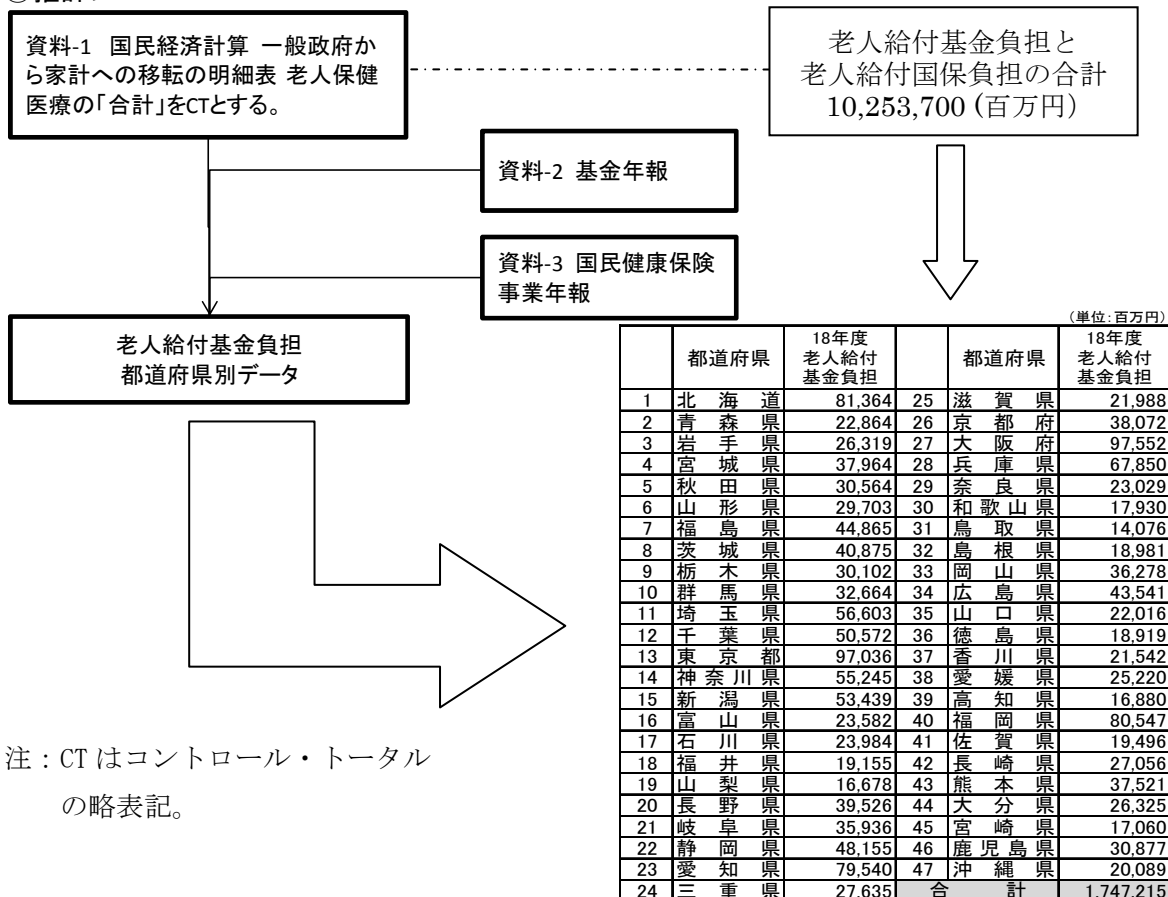 資料-1 国民経済計算 一般政府か
ら家計への移転の明細表 老人保健
医療の「合計」をCTとする。
老人給付基金負担と
老人給付国保負担の合計
10,253,700 (百万円)
資料-2 基金年報
資料-3 国民健康保険
事業年報
老人給付基金負担
都道府県別データ
(単位:百万円)
都道府県 18年度 老人給付 基金負担 都道府県 18年度 老人給付 基金負担
1 北海道 81,364 25 滋賀県 21,988
2 青森県 22,864 26 京都府 38,072
3 岩手県 26,319 27 大阪府 97,552
4 宮城県 37,964 28 兵庫県 67,850
5 秋田県 30,564 29 奈良県 23,029
6 山形県 29,703 30 和歌山県 17,930
7 福島県 44,865 31 鳥取県 14,076
8 茨城県 40,875 32 島根県 18,981
9 栃木県 30,102 33 岡山県 36,278
10 群馬県 32,664 34 広島県 43,541
11 埼玉県 56,603 35 山口県 22,016
12 千葉県 50,572 36 徳島県 18,919
13 東京都 97,036 37 香川県 21,542
14 神奈川県 55,245 38 愛媛県 25,220
15 新潟県 53,439 39 高知県 16,880
16 富山県 23,582 40 福岡県 80,547
17 石川県 23,984 41 佐賀県 19,496
18 福井県 19,155 42 長崎県 27,056
19 山梨県 16,678 43 熊本県 37,521
20 長野県 39,526 44 大分県 26,325
21 岐阜県 35,936 45 宮崎県 17,060
22 静岡県 48,155 46 鹿児島県 30,877
23 愛知県 79,540 47 沖縄県 20,089
24 三重県 27,635 合計 1,747,215
注:CTはコントロール・トータル
の略表記。